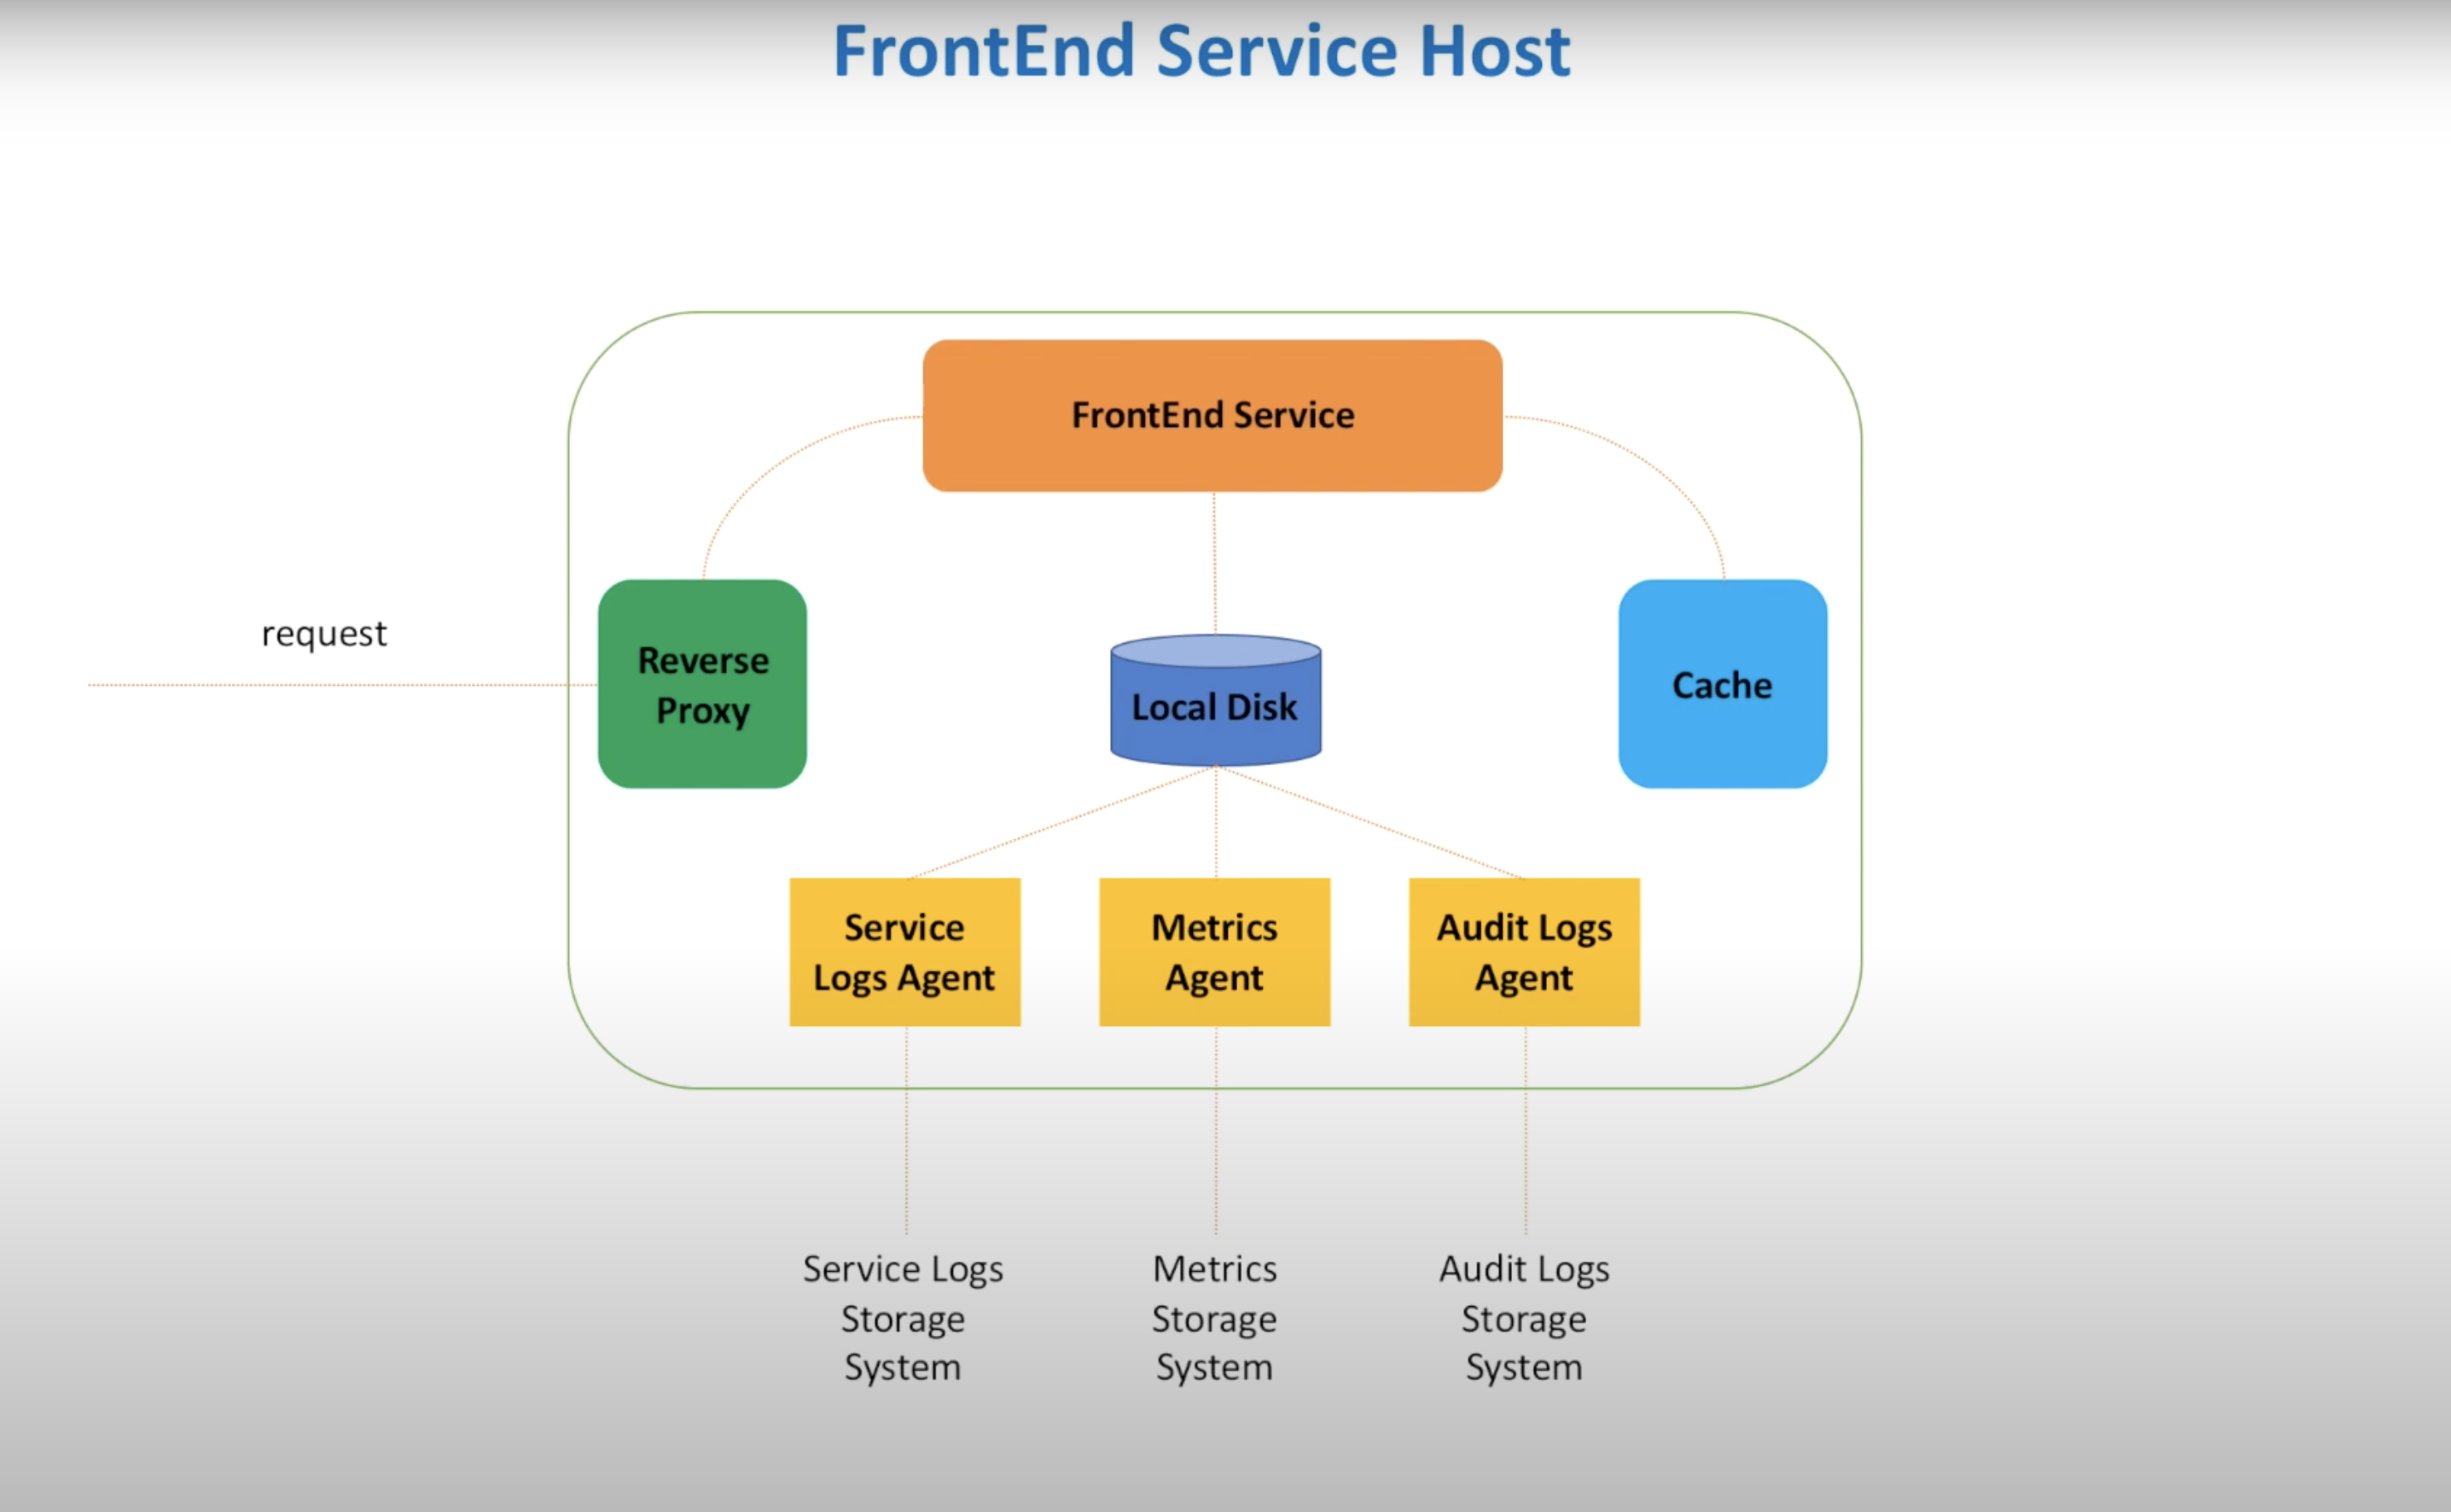 FrontEnd Service Host
FrontEnd Service
request
Reverse
Proxy
Local Disk
Cache
Service
Logs Agent
Metrics
Agent
Audit Logs
Agent
Service Logs
Storage
System
Metrics
Storage
System
Audit Logs
Storage
System